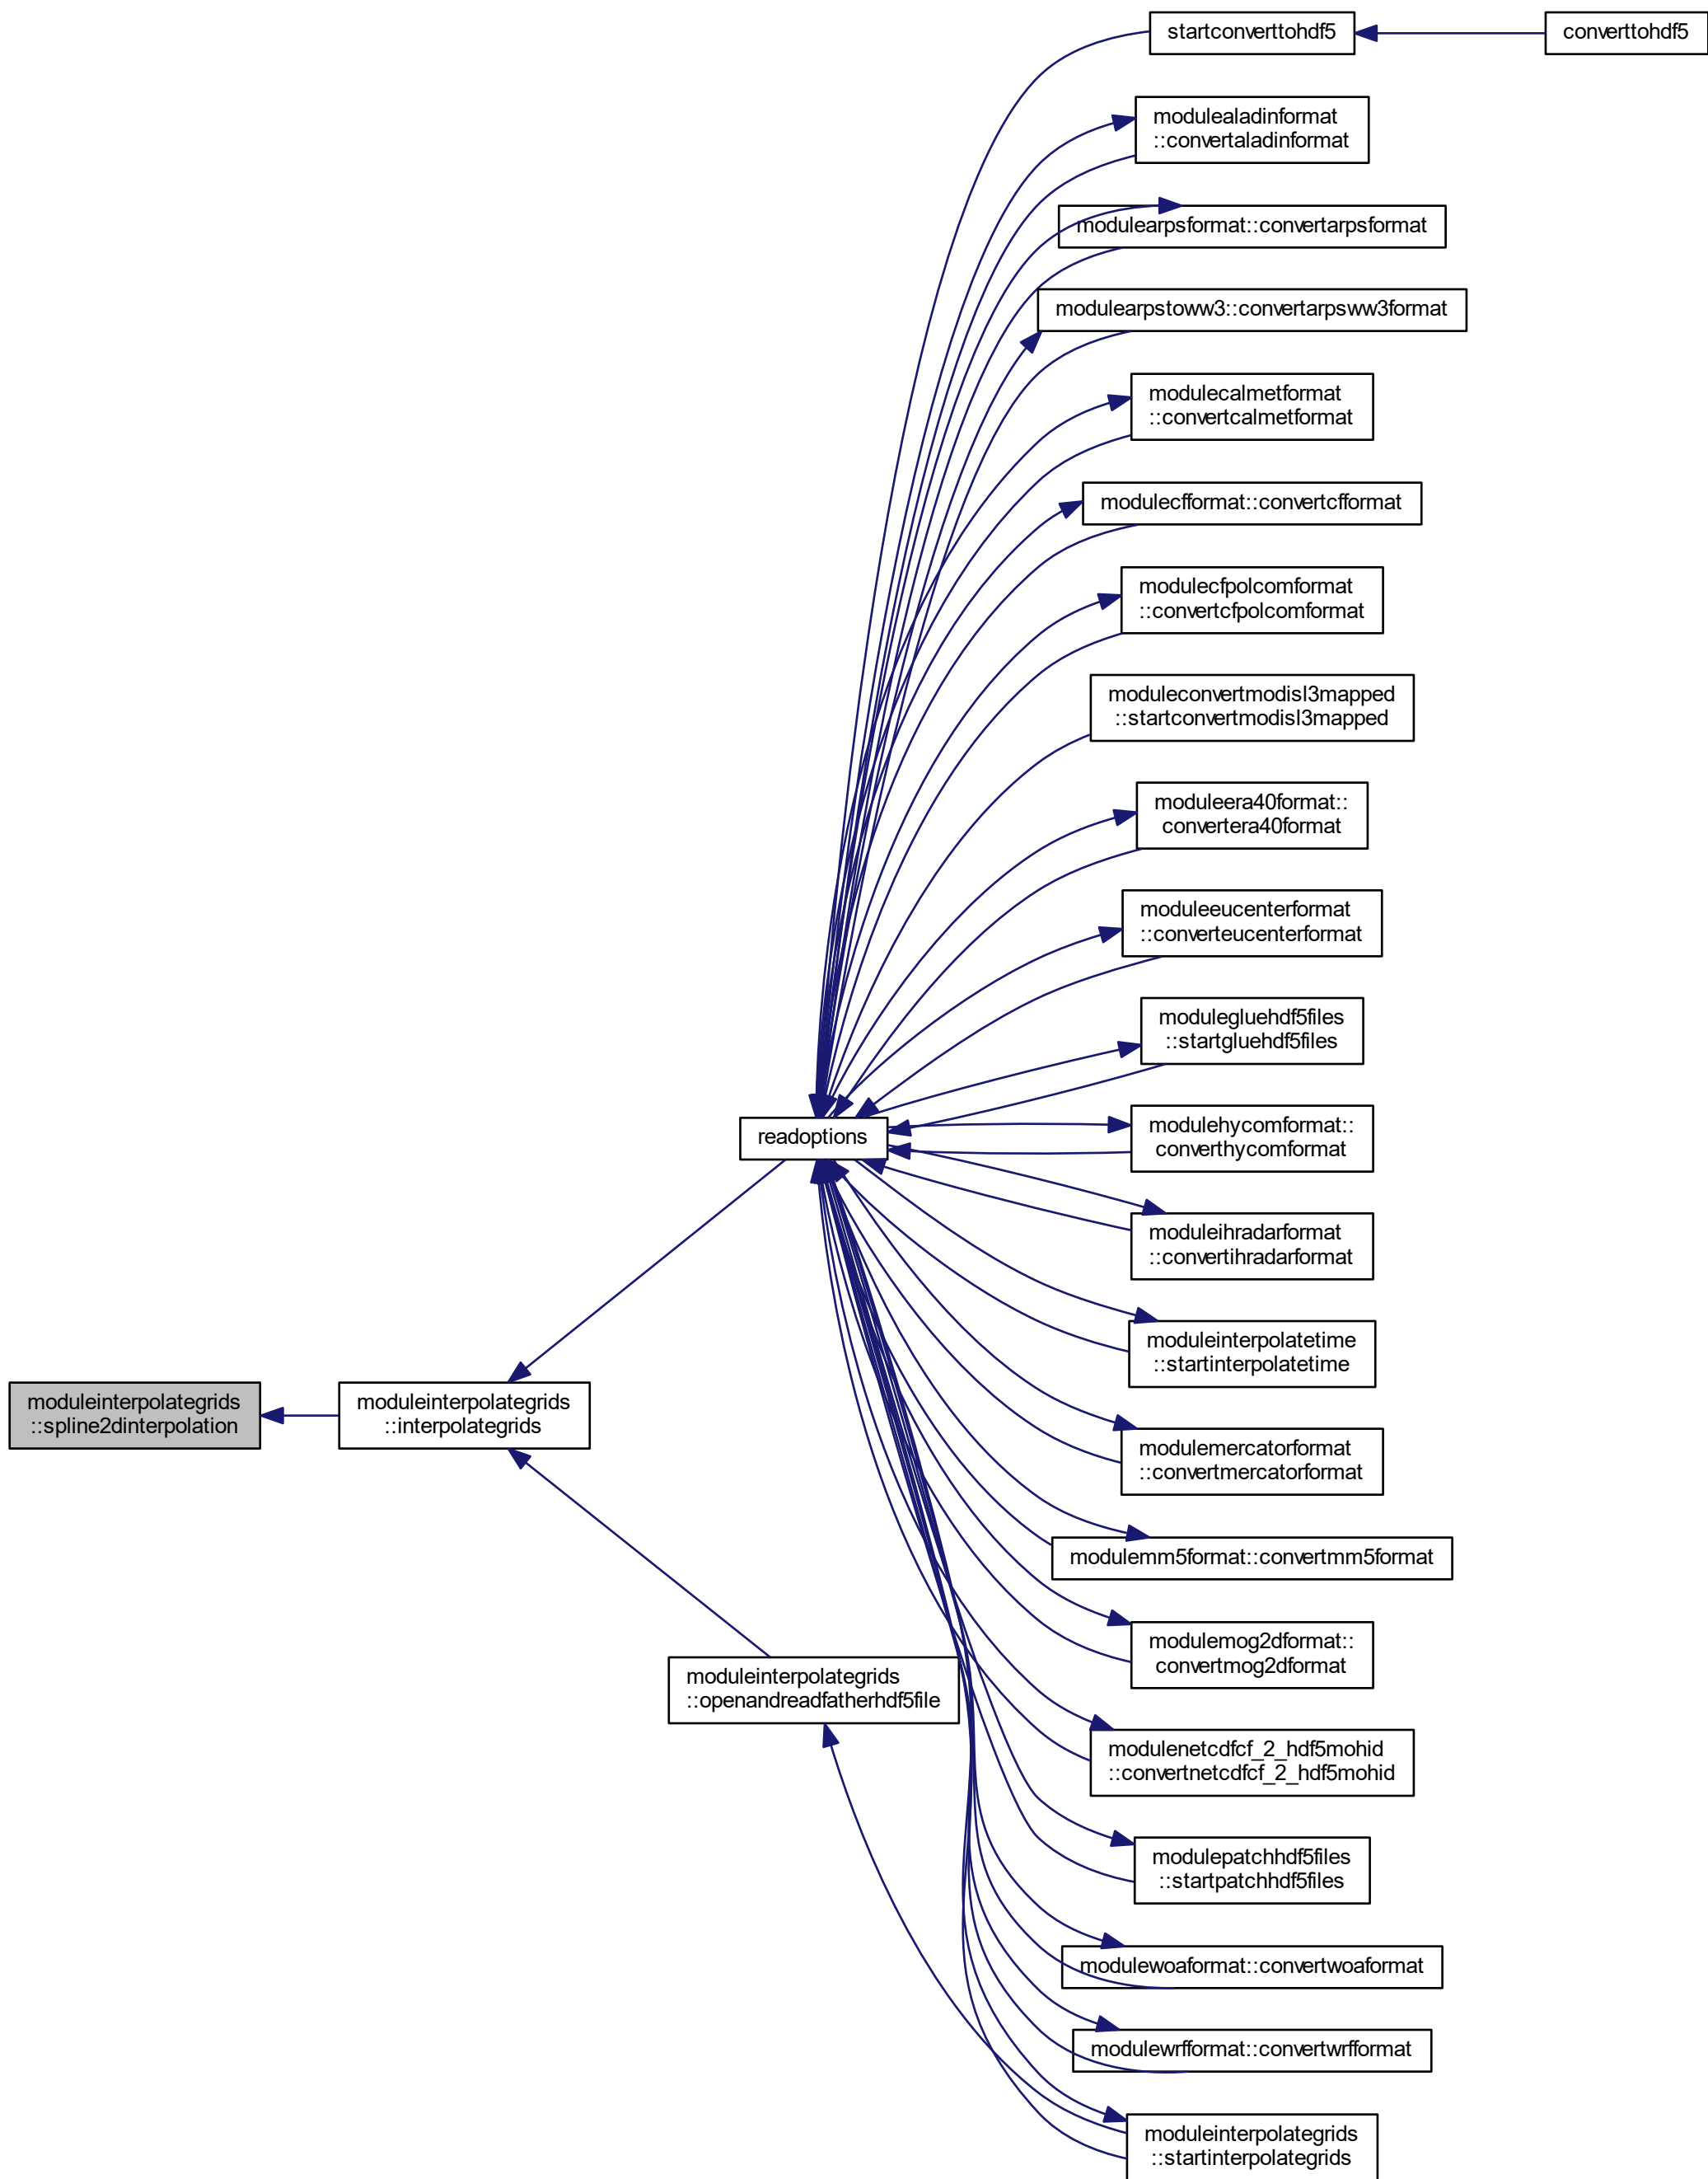 startconverttohdf5
converttohdf5
modulealadinformat
::convertaladinformat
modulearpsformat::convertarpsformat
modulearpstoww3::convertarpsww3format
modulecalmetformat
::convertcalmetformat
modulecfformat::convertcfformat
modulecfpolcomformat
::convertcfpolcomformat
moduleconvertmodisl3mapped
::startconvertmodisl3mapped
moduleera40format::
convertera40format
moduleeucenterformat
::converteucenterformat
modulegluehdf5files
::startgluehdf5files
readoptions
modulehycomformat::
converthycomformat
moduleihradarformat
::convertihradarformat
moduleinterpolatetime
::startinterpolatetime
moduleinterpolategrids
::spline2dinterpolation
moduleinterpolategrids
::interpolategrids
modulemercatorformat
::convertmercatorformat
modulemm5format::convertmm5format
modulemog2dformat::
convertmog2dformat
moduleinterpolategrids
::openandreadfatherhdf5file
modulenetcdfcf_2_hdf5mohid
::convertnetcdfcf_2_hdf5mohid
modulepatchhdf5files
::startpatchhdf5files
modulewoaformat::convertwoaformat
modulewrfformat::convertwrfformat
moduleinterpolategrids
::startinterpolategrids